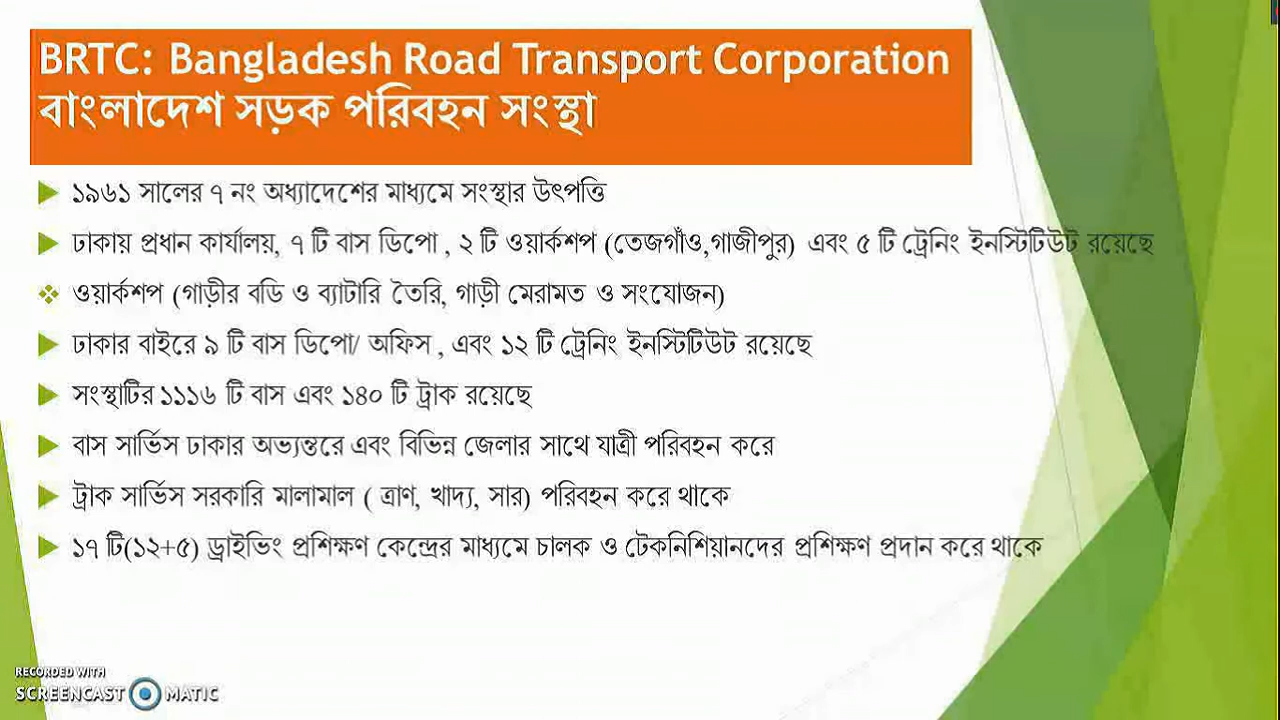 BRTC: Bangladesh Road Transport Corporation
বাংলাদেশ সড়ক পরিবহন সংস্থা
১৯৬১ সালের ৭ নং অধ্যাদেশের মাধ্যমে সংস্থার উৎপত্তি
ঢাকায় প্রধান কার্যালয়, ৭ টি বাস ডিপো , ২ টি ওয়ার্কশপ (তেজগাঁও,গাজীপুর) এবং ৫ টি ট্রেনিং ইনস্টিটিউট রয়েছে
ওয়ার্কশপ (গাড়ীর বডি ও ব্যাটারি তৈরি, গাড়ী মেরামত ও সংযোজন)
ঢাকার বাইরে ৯ টি বাস ডিপো/ অফিস , এবং ১২ টি ট্রেনিং ইনস্টিটিউট রয়েছে
সংস্থাটির ১১১৬ টি বাস এবং ১৪০ টি ট্রাক রয়েছে
বাস সার্ভিস ঢাকার অভ্যন্তরে এবং বিভিন্ন জেলার সাথে যাত্রী পরিবহন করে
ট্রাক সার্ভিস সরকারি মালামাল ( ত্রাণ, খাদ্য, সার) পরিবহন করে থাকে
১৭ টি(১২+৫) ড্রাইভিং প্রশিক্ষণ কেন্দ্রের মাধ্যমে চালক ও টেকনিশিয়ানদের প্রশিক্ষণ প্রদান করে থাকে
RECORDED WITH
SCREENCAST MATIC